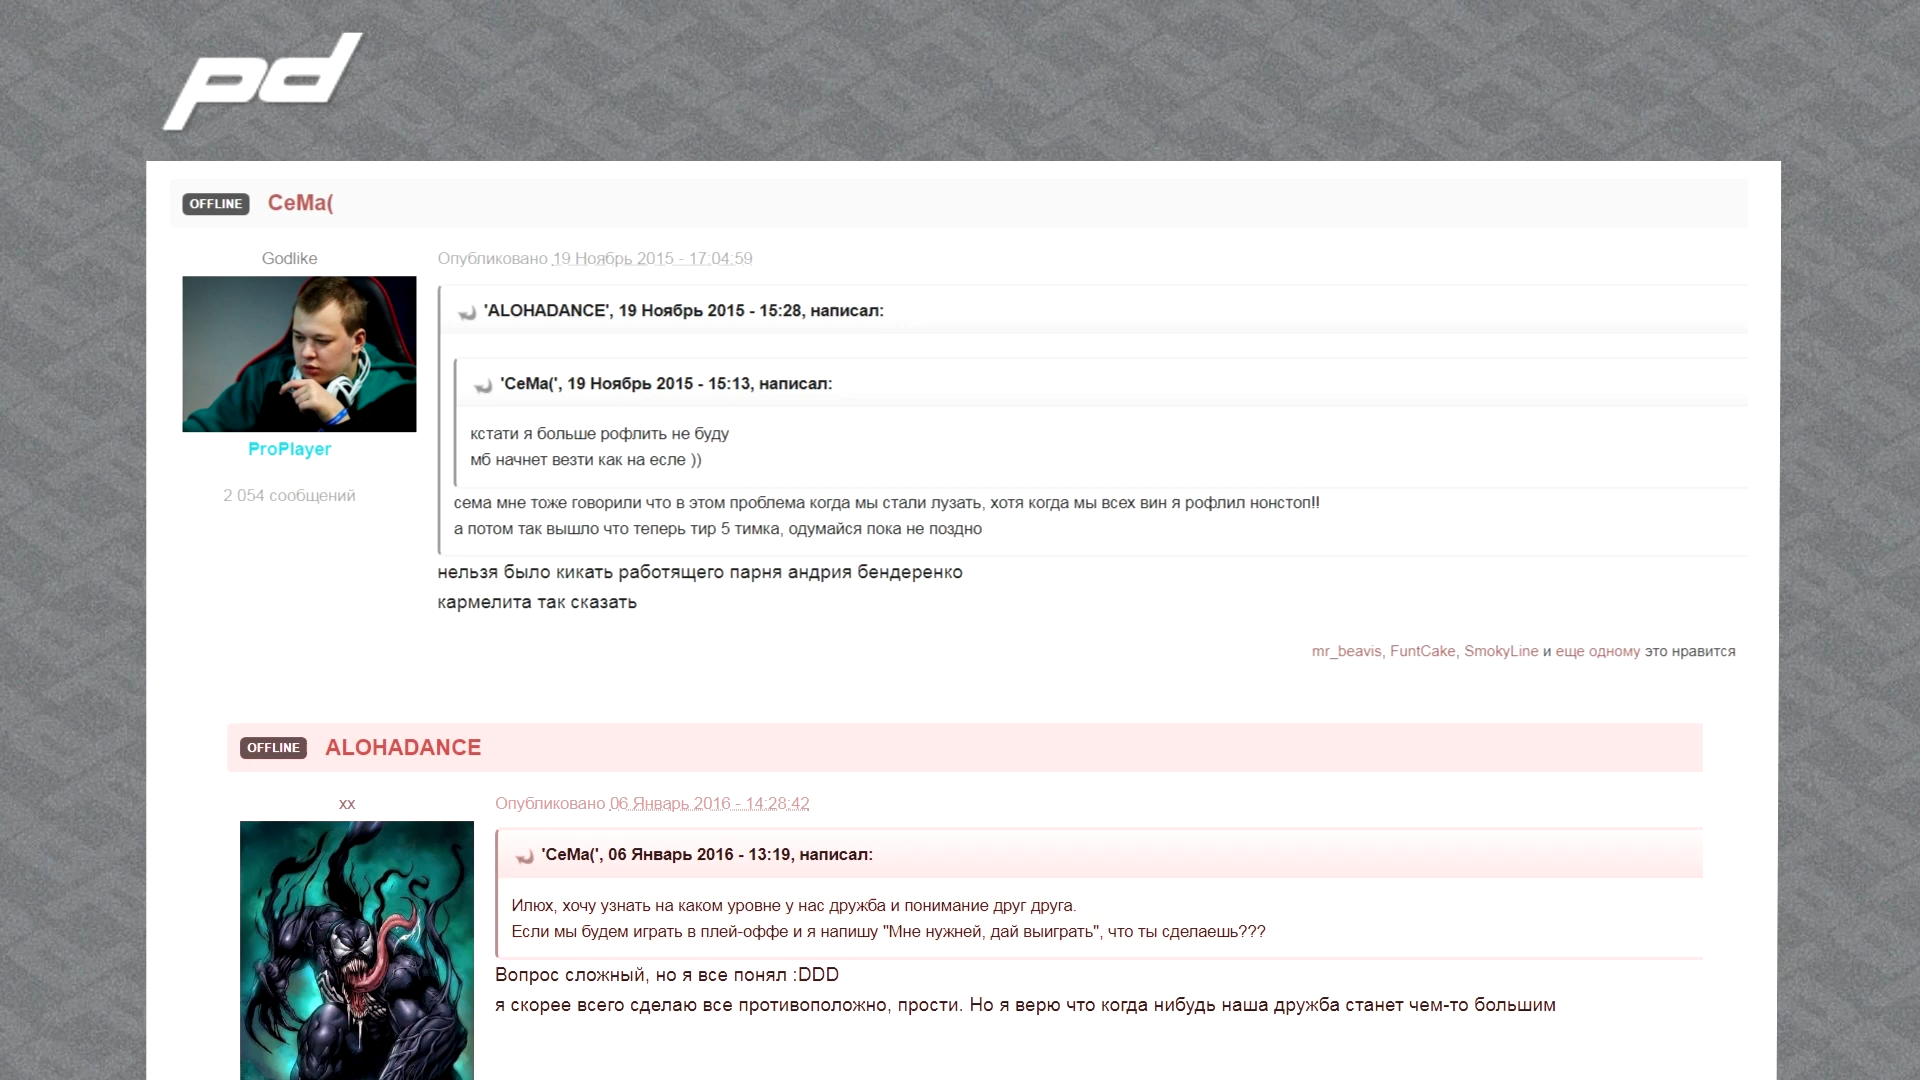 pd
OFFLINE CeMa(
Godlike
Опубликовано 19 Ноябрь 2015 - 17:04:59
'ALOHADANCE', 19 Ноябрь 2015 - 15:28, написал:
'CeMa(', 19 Ноябрь 2015 - 15:13, написал:
кстати я больше рофлить не буду
мб начнет везти как на есле ))
ProPlayer
2 054 сообщений
сема мне тоже говорили что в этом проблема когда мы стали лузать, хотя когда мы всех вин я рофлил нонстоп!!
а потом так вышло что теперь тир 5 тимка, одумайся пока не поздно
нельзя было кикать работящего парня андрия бендеренко
кармелита так сказать
mr_beavis, FuntCake, SmokyLine и еще одному это нравится
OFFLINE ALOHADANCE
xx
Опубликовано 06 Январь 2016 - 14:28:42
'CeMa(', 06 Январь 2016 - 13:19, написал:
Илюх, хочу узнать на каком уровне у нас дружба и понимание друг друга.
Если мы будем играть в плей-оффе и я напишу "Мне нужней, дай выиграть", что ты сделаешь???
Вопрос сложный, но я все понял :DDD
я скорее всего сделаю все противоположно, прости. Но я верю что когда нибудь наша дружба станет чем-то большим